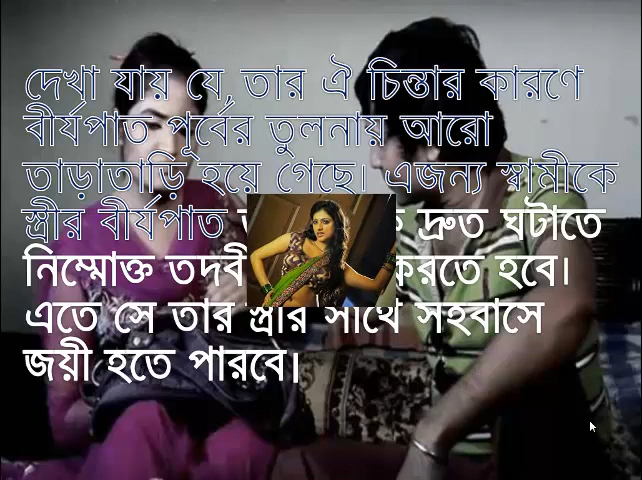 দেখা যায় যে, তার ঐ চিন্তার কারণে
বীর্যপাত পূর্বের তুলনায় আরো
তাড়াতাড়ি হয়ে গেছে। এজন্য স্বামীকে
স্ত্রীর বীর্যপাত দ্রুত ঘটাতে
নিম্মোক্ত করতে হবে।
এতে সে তার স্ত্রীর সাথে সহবাসে
জয়ী হতে পারবে।